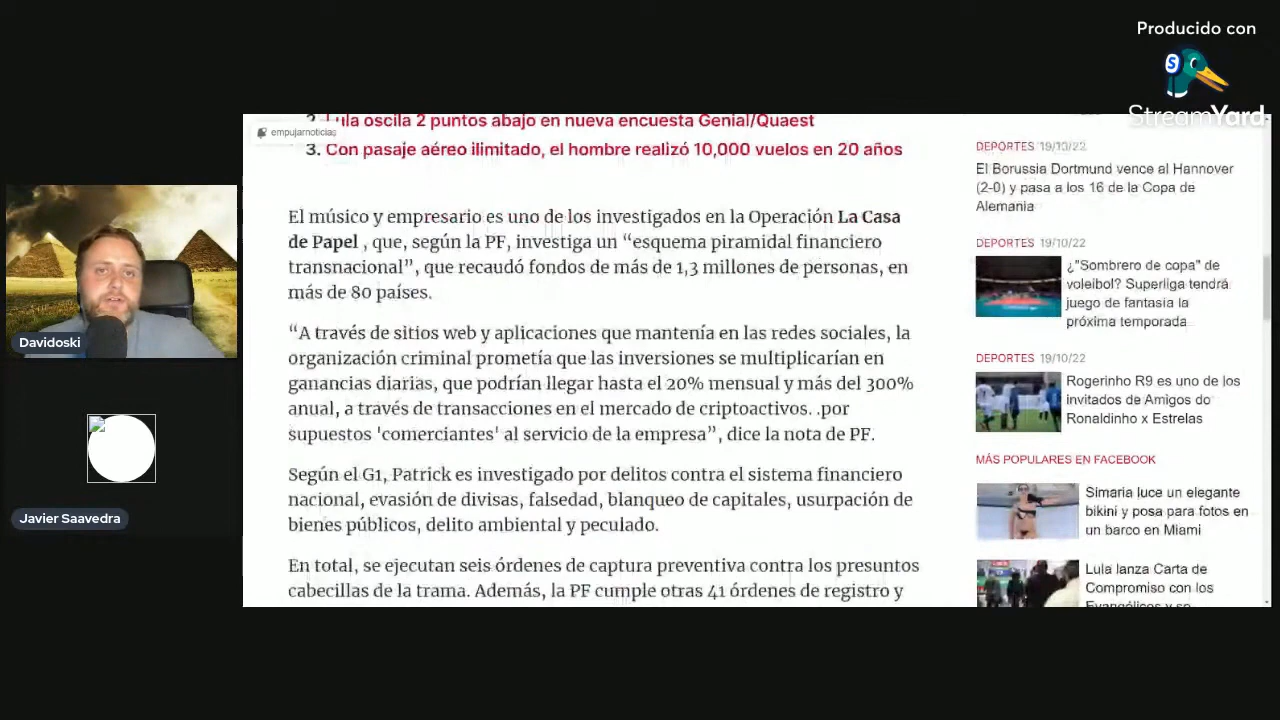 Producido con
StreamYard
empujarnoticias
2. Lula oscila 2 puntos abajo en nueva encuesta Genial/Quaest
3. Con pasaje aéreo ilimitado, el hombre realizó 10,000 vuelos en 20 años
El músico y empresario es uno de los investigados en la Operación La Casa
de Papel , que, según la PF, investiga un “esquema piramidal financiero
transnacional”, que recaudó fondos de más de 1,3 millones de personas, en
más de 80 países.
“A través de sitios web y aplicaciones que mantenía en las redes sociales, la
organización criminal prometía que las inversiones se multiplicarían en
ganancias diarias, que podrían llegar hasta el 20% mensual y más del 300%
anual, a través de transacciones en el mercado de criptoactivos. .por
supuestos 'comerciantes' al servicio de la empresa”, dice la nota de PF.
Según el G1, Patrick es investigado por delitos contra el sistema financiero
nacional, evasión de divisas, falsedad, blanqueo de capitales, usurpación de
bienes públicos, delito ambiental y peculado.
En total, se ejecutan seis órdenes de captura preventiva contra los presuntos
cabecillas de la trama. Además, la PF cumple otras 41 órdenes de registro y
DEPORTES 19/10/22
El Borussia Dortmund vence al Hannover
(2-0) y pasa a los 16 de la Copa de
Alemania
DEPORTES 19/10/22
¿"Sombrero de copa" de
voleibol? Superliga tendrá
juego de fantasía la
próxima temporada
DEPORTES 19/10/22
Rogerinho R9 es uno de los
invitados de Amigos do
Ronaldinho x Estrelas
MÁS POPULARES EN FACEBOOK
Simaria luce un elegante
bikini y posa para fotos en
un barco en Miami
Lula lanza Carta de
Compromiso con los
Evangélicos y se
Davidoski
Javier Saavedra